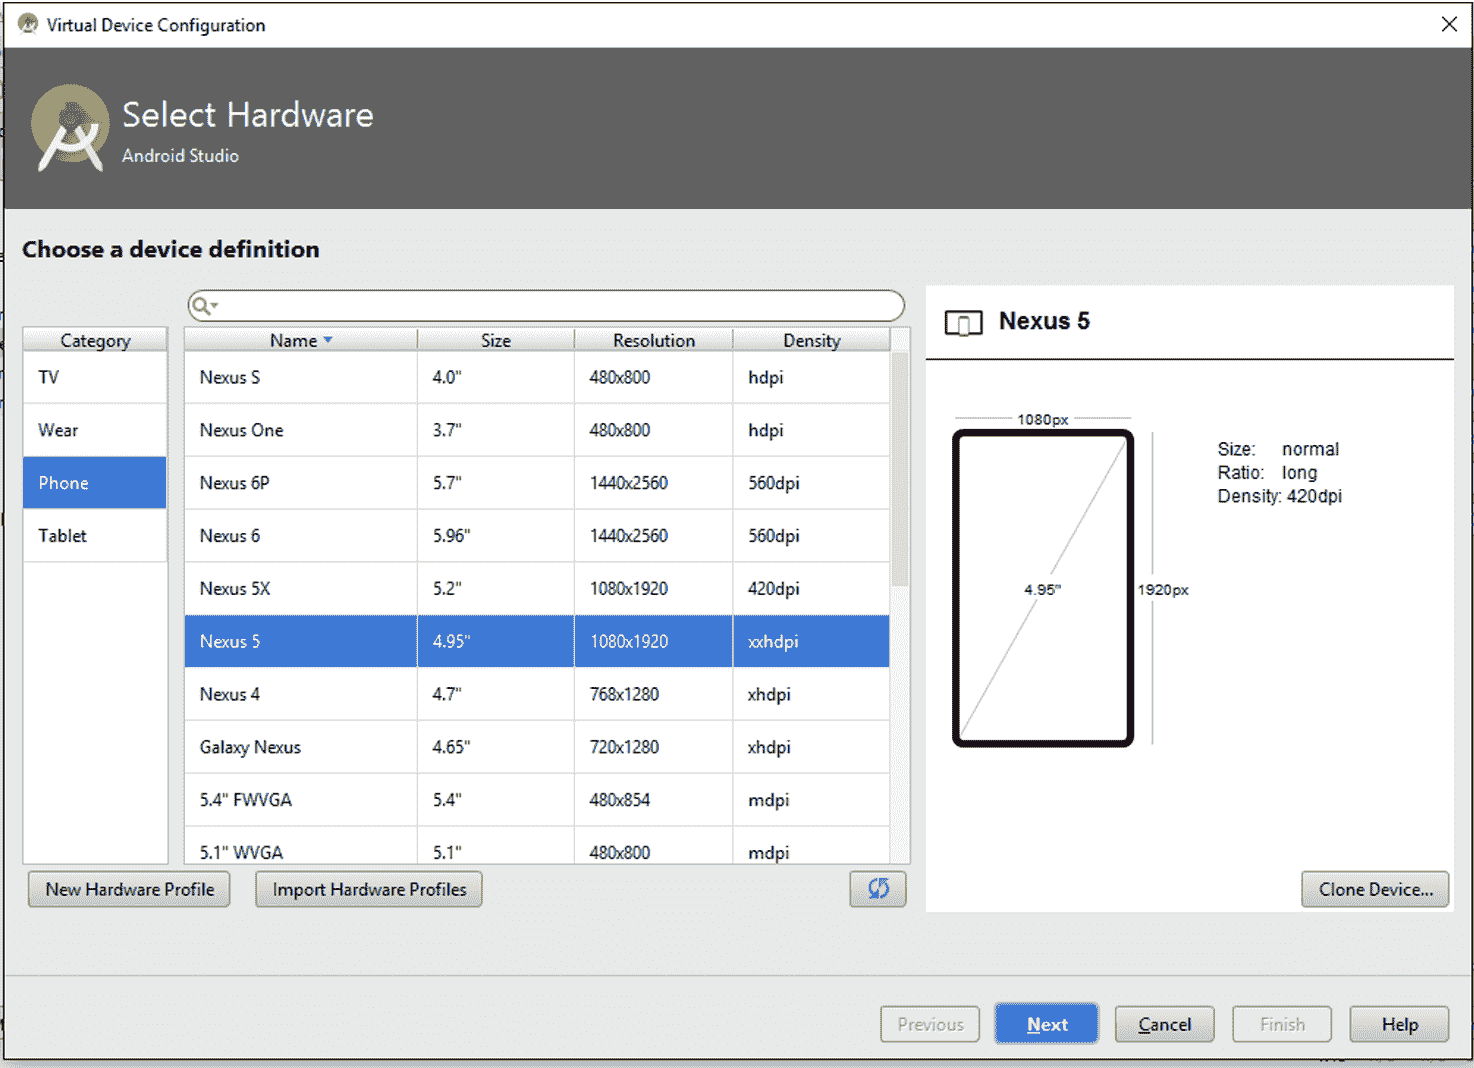 Virtual Device Configuration
Select Hardware
Android Studio
Choose a device definition
Category
TV
Wear
Phone
Tablet
Name Size Resolution Density
Nexus S 4.0" 480x800 hdpi
Nexus One 3.7" 480x800 hdpi
Nexus 6P 5.7" 1440x2560 560dpi
Nexus 6 5.96" 1440x2560 560dpi
Nexus 5X 5.2" 1080x1920 420dpi
Nexus 5 4.95" 1080x1920 xxhdpi
Nexus 4 4.7" 768x1280 xhdpi
Galaxy Nexus 4.65" 720x1280 xhdpi
5.4" FWVGA 5.4" 480x854 mdpi
5.1" WVGA 5.1" 480x800 mdpi
New Hardware Profile Import Hardware Profiles
Nexus 5
1080px
4.95"
1920px
Size: normal
Ratio: long
Density: 420dpi
Clone Device...
Previous Next Cancel Finish Help